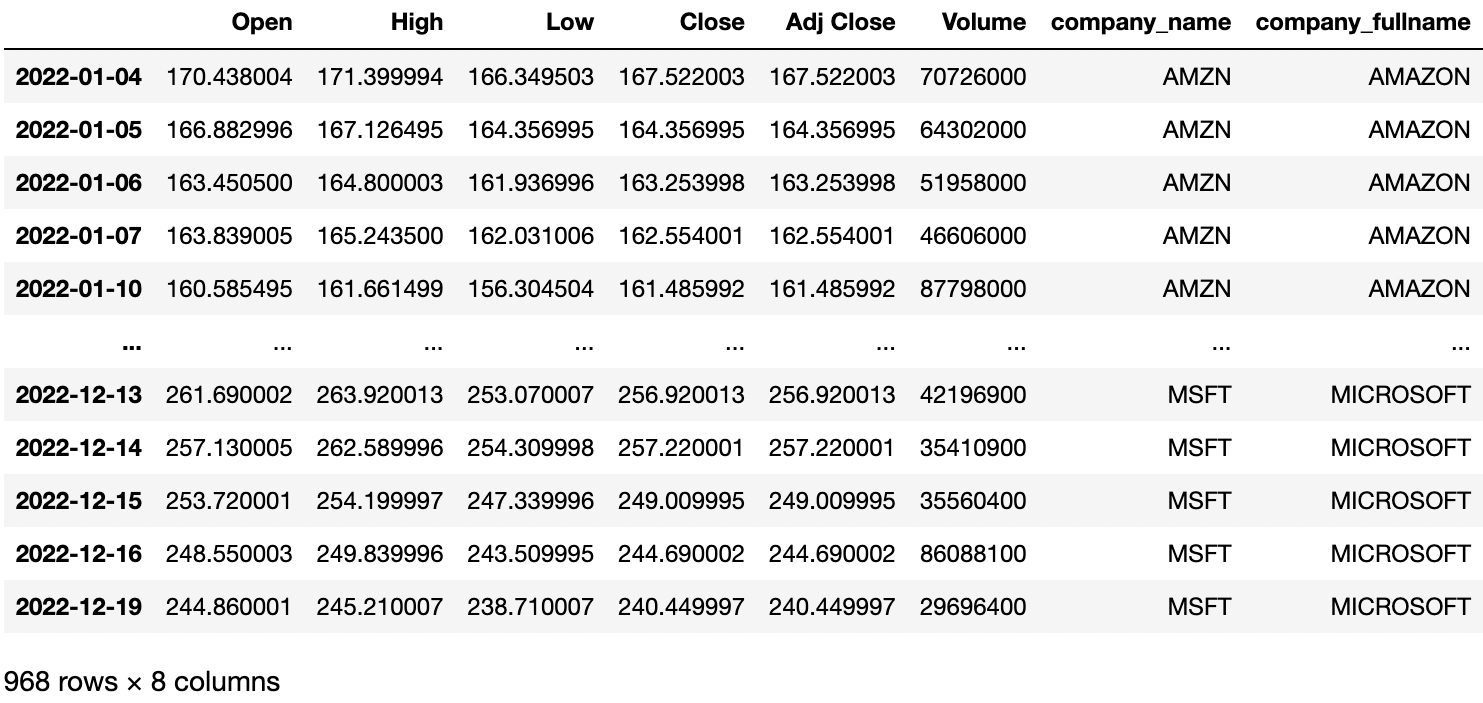 Open High Low Close Adj Close Volume company_name company_fullname
2022-01-04 170.438004 171.399994 166.349503 167.522003 167.522003 70726000 AMZN AMAZON
2022-01-05 166.882996 167.126495 164.356995 164.356995 164.356995 64302000 AMZN AMAZON
2022-01-06 163.450500 164.800003 161.936996 163.253998 163.253998 51958000 AMZN AMAZON
2022-01-07 163.839005 165.243500 162.031006 162.554001 162.554001 46606000 AMZN AMAZON
2022-01-10 160.585495 161.661499 156.304504 161.485992 161.485992 87798000 AMZN AMAZON
... ... ... ... ... ... ... ... ...
2022-12-13 261.690002 263.920013 253.070007 256.920013 256.920013 42196900 MSFT MICROSOFT
2022-12-14 257.130005 262.589996 254.309998 257.220001 257.220001 35410900 MSFT MICROSOFT
2022-12-15 253.720001 254.199997 247.339996 249.009995 249.009995 35560400 MSFT MICROSOFT
2022-12-16 248.550003 249.839996 243.509995 244.690002 244.690002 86088100 MSFT MICROSOFT
2022-12-19 244.860001 245.210007 238.710007 240.449997 240.449997 29696400 MSFT MICROSOFT
968 rows × 8 columns